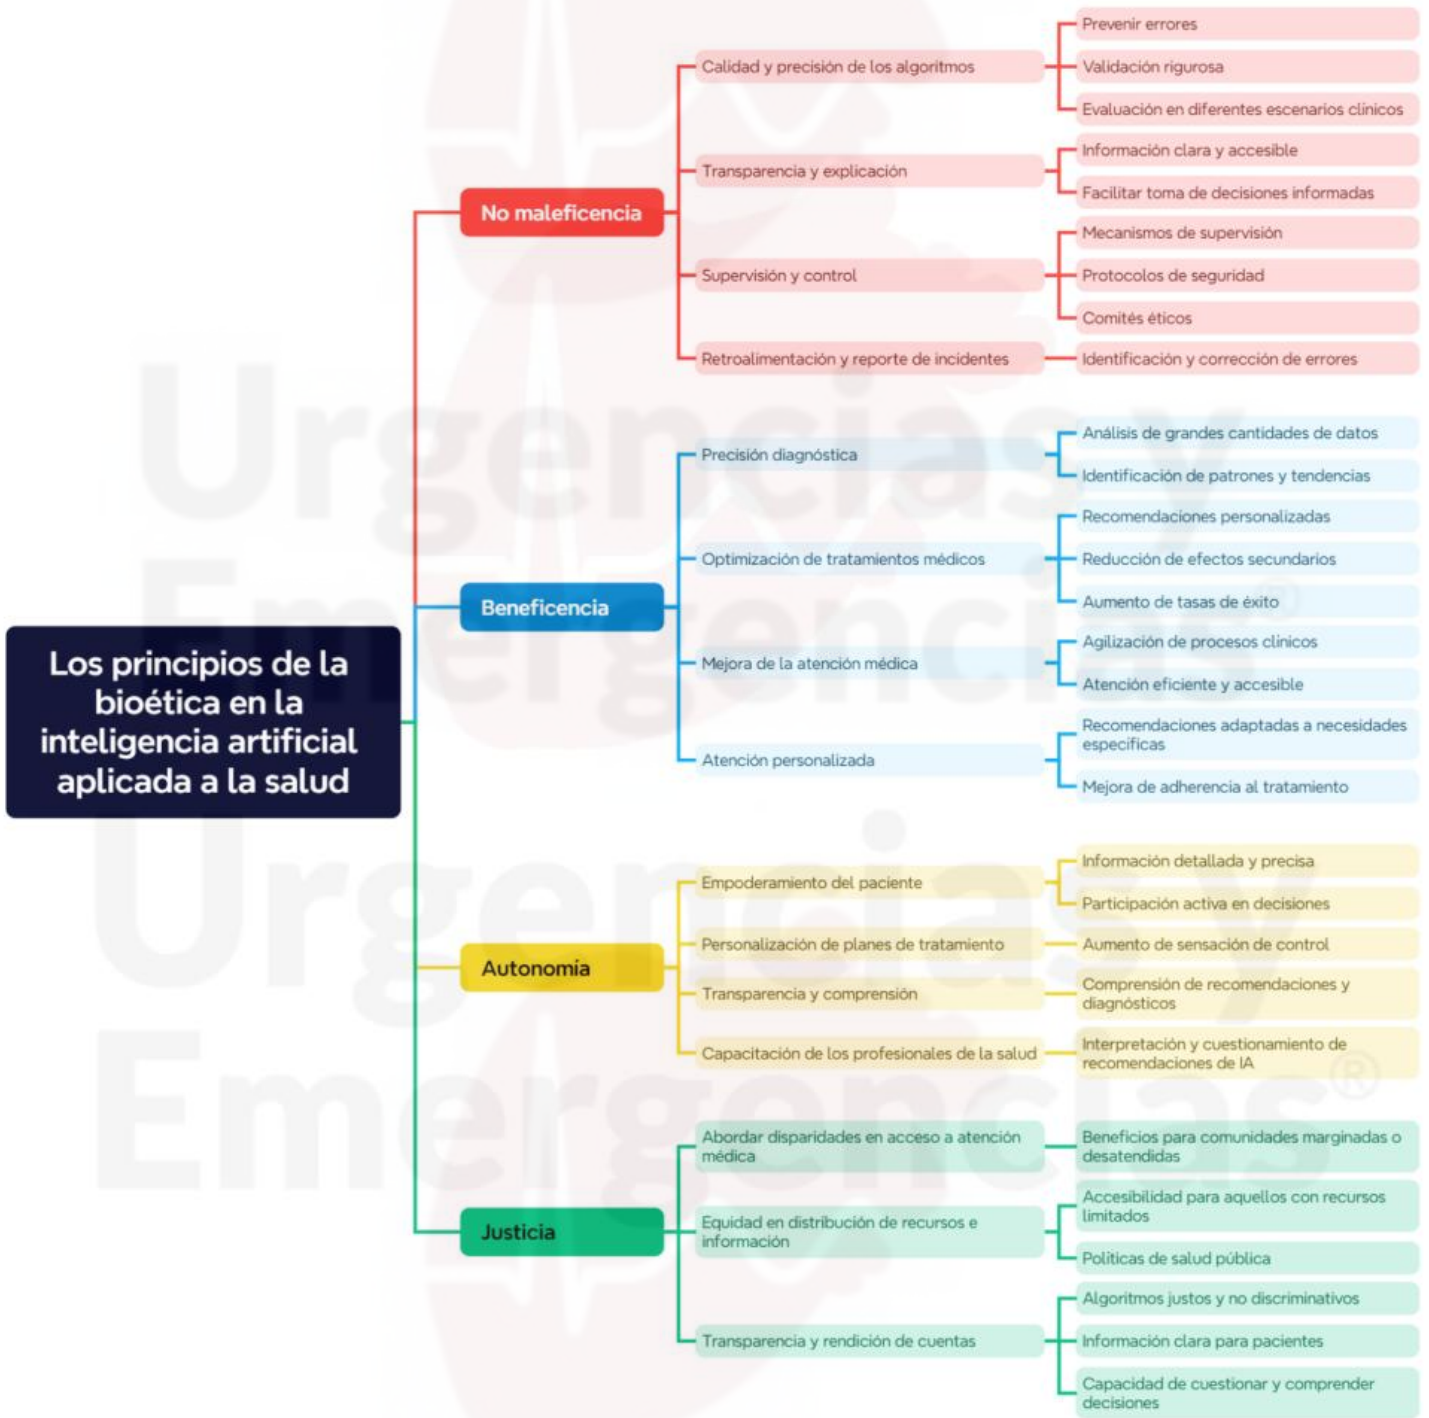 Los principios de la
bioética en la
inteligencia artificial
aplicada a la salud
No maleficencia
Calidad y precisión de los algoritmos
Prevenir errores
Validación rigurosa
Evaluación en diferentes escenarios clínicos
Transparencia y explicación
Información clara y accesible
Facilitar toma de decisiones informadas
Supervisión y control
Mecanismos de supervisión
Protocolos de seguridad
Comités éticos
Retroalimentación y reporte de incidentes
Identificación y corrección de errores
Beneficencia
Precisión diagnóstica
Análisis de grandes cantidades de datos
Identificación de patrones y tendencias
Optimización de tratamientos médicos
Recomendaciones personalizadas
Reducción de efectos secundarios
Aumento de tasas de éxito
Mejora de la atención médica
Agilización de procesos clínicos
Atención eficiente y accesible
Atención personalizada
Recomendaciones adaptadas a necesidades
específicas
Mejora de adherencia al tratamiento
Autonomía
Empoderamiento del paciente
Información detallada y precisa
Participación activa en decisiones
Personalización de planes de tratamiento
Aumento de sensación de control
Transparencia y comprensión
Comprensión de recomendaciones y
diagnósticos
Capacitación de los profesionales de la salud
Interpretación y cuestionamiento de
recomendaciones de IA
Justicia
Abordar disparidades en acceso a atención
médica
Beneficios para comunidades marginadas o
desatendidas
Equidad en distribución de recursos e
información
Accesibilidad para aquellos con recursos
limitados
Políticas de salud pública
Transparencia y rendición de cuentas
Algoritmos justos y no discriminativos
Información clara para pacientes
Capacidad de cuestionar y comprender
decisiones
Urgencias y
Emergencias®
Urgencias y
Emergencias®